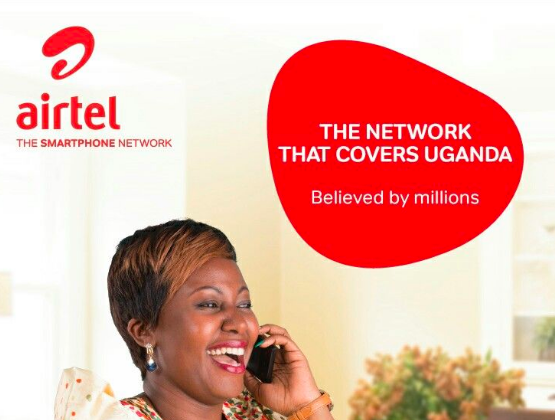 airtel
THE SMARTPHONE NETWORK
THE NETWORK
THAT COVERS UGANDA
Believed by millions